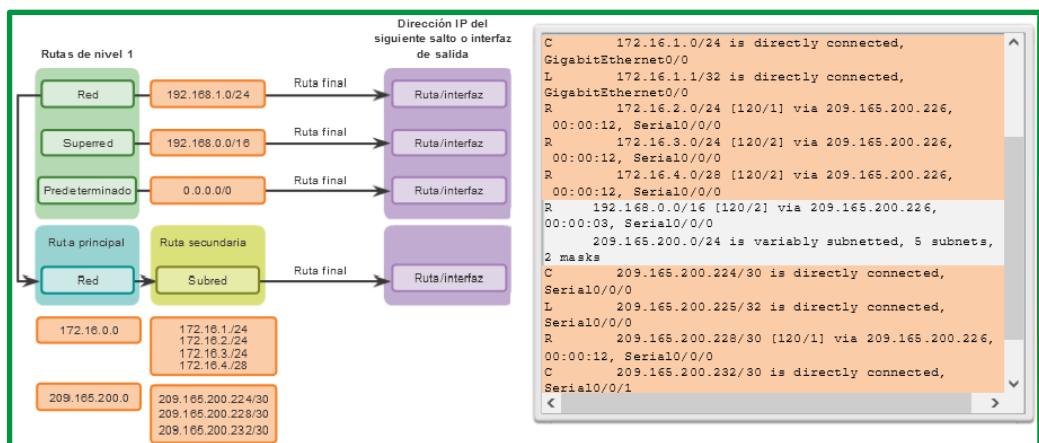 Dirección IP del
siguiente salto o interfaz
de salida
Rutas de nivel 1
Red
192.168.1.0/24
Ruta final
Ruta/interfaz
Superred
192.168.0.0/16
Ruta final
Ruta/interfaz
Predeterminado
0.0.0.0/0
Ruta final
Ruta/interfaz
Ruta principal
Ruta secundaria
Red
Subred
Ruta final
Ruta/interfaz
172.16.0.0
172.16.1./24
172.16.2./24
172.16.3./24
172.16.4./28
209.165.200.0
209.165.200.224/30
209.165.200.228/30
209.165.200.232/30
C 172.16.1.0/24 is directly connected,
GigabitEthernet0/0
L 172.16.1.1/32 is directly connected,
GigabitEthernet0/0
R 172.16.2.0/24 [120/1] via 209.165.200.226,
00:00:12, Serial0/0/0
R 172.16.3.0/24 [120/2] via 209.165.200.226,
00:00:12, Serial0/0/0
R 172.16.4.0/28 [120/2] via 209.165.200.226,
00:00:12, Serial0/0/0
R 192.168.0.0/16 [120/2] via 209.165.200.226,
00:00:03, Serial0/0/0
209.165.200.0/24 is variably subnetted, 5 subnets,
2 masks
C 209.165.200.224/30 is directly connected,
Serial0/0/0
L 209.165.200.225/32 is directly connected,
Serial0/0/0
R 209.165.200.228/30 [120/1] via 209.165.200.226,
00:00:12, Serial0/0/0
C 209.165.200.232/30 is directly connected,
Serial0/0/1